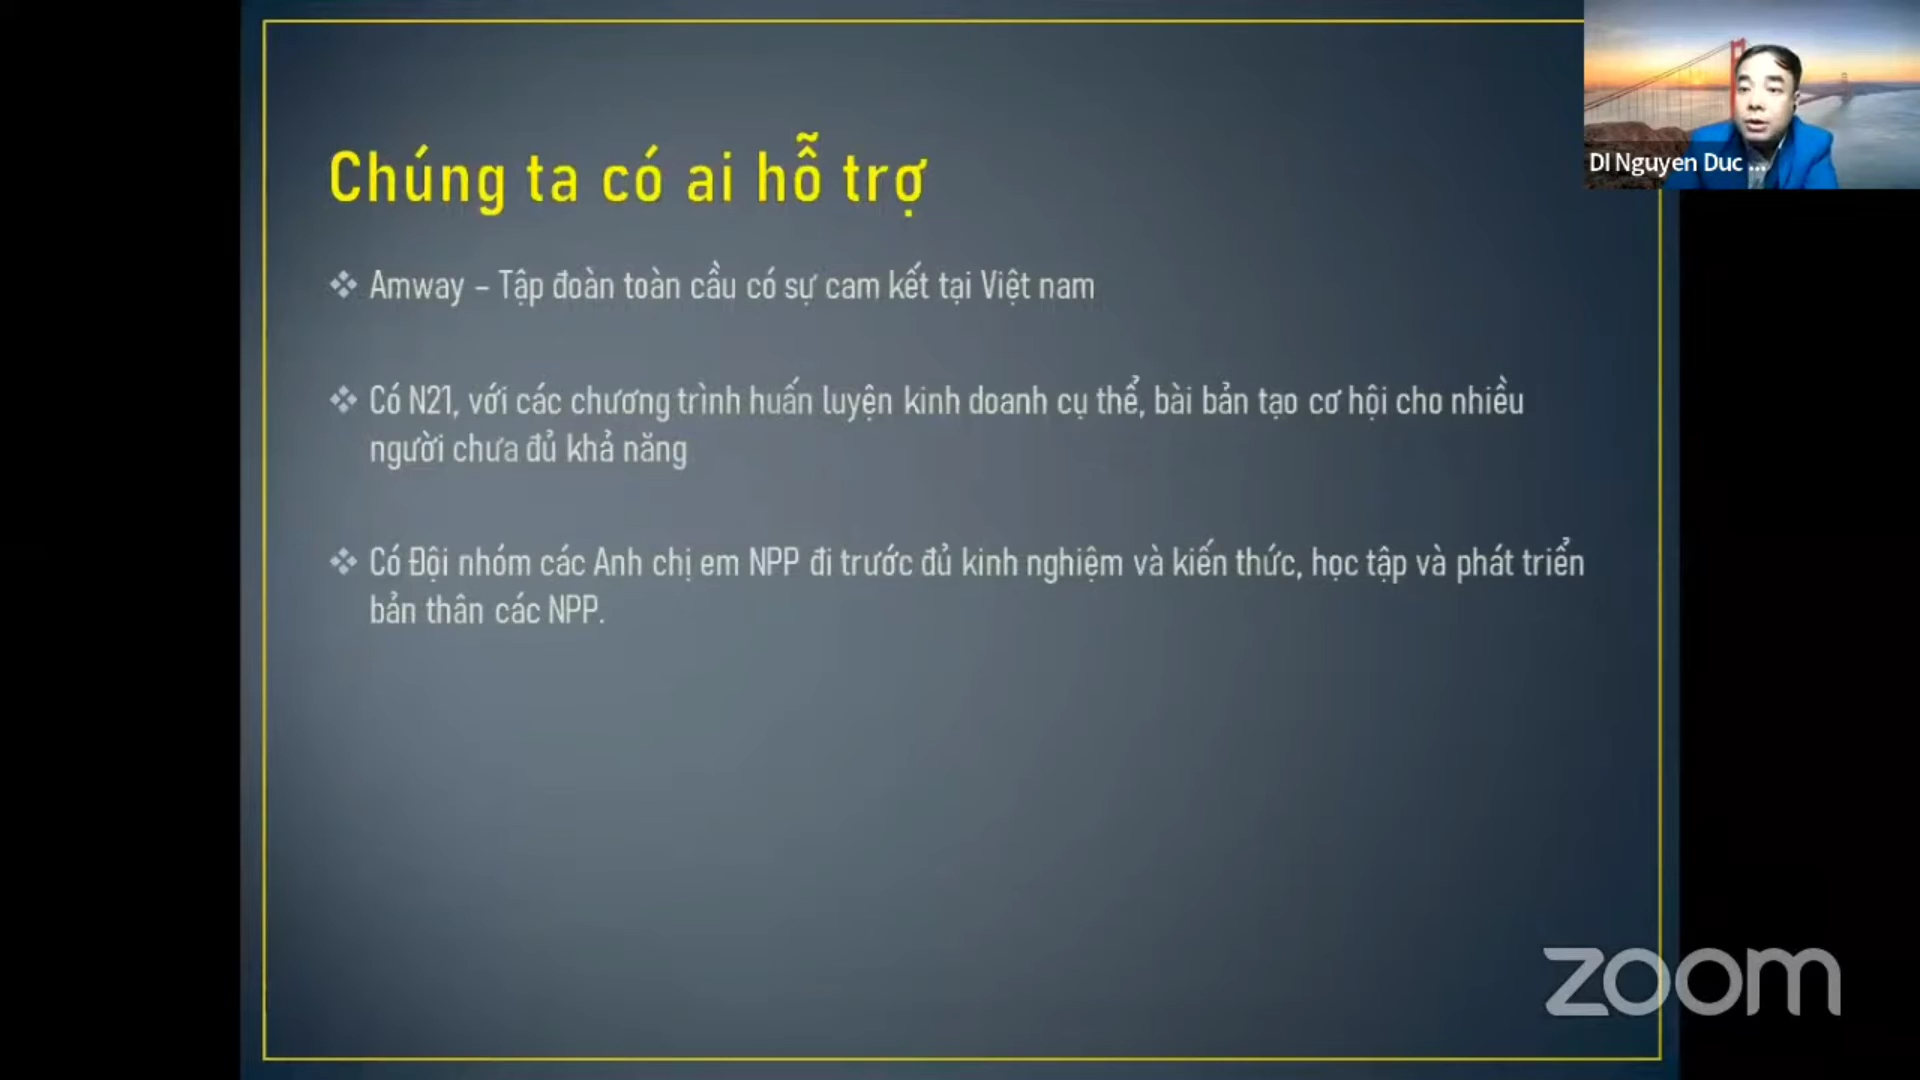 Chúng ta có ai hỗ trợ
DI Nguyen Duc ...
❖ Amway – Tập đoàn toàn cầu có sự cam kết tại Việt nam
❖ Có N21, với các chương trình huấn luyện kinh doanh cụ thể, bài bản tạo cơ hội cho nhiều
người chưa đủ khả năng
❖ Có Đội nhóm các Anh chị em NPP đi trước đủ kinh nghiệm và kiến thức, học tập và phát triển
bản thân các NPP.
zoom